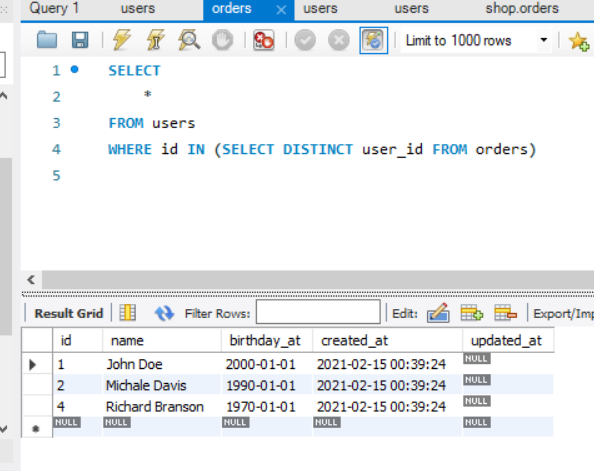 Query 1 users orders users users shop.orders
Limit to 1000 rows
1 SELECT
2 *
3 FROM users
4 WHERE id IN (SELECT DISTINCT user_id FROM orders)
5
Result Grid Filter Rows: Edit: Export/Imp
id name birthday_at created_at updated_at
1 John Doe 2000-01-01 2021-02-15 00:39:24 NULL
2 Michale Davis 1990-01-01 2021-02-15 00:39:24 NULL
4 Richard Branson 1970-01-01 2021-02-15 00:39:24 NULL
NULL NULL NULL NULL NULL